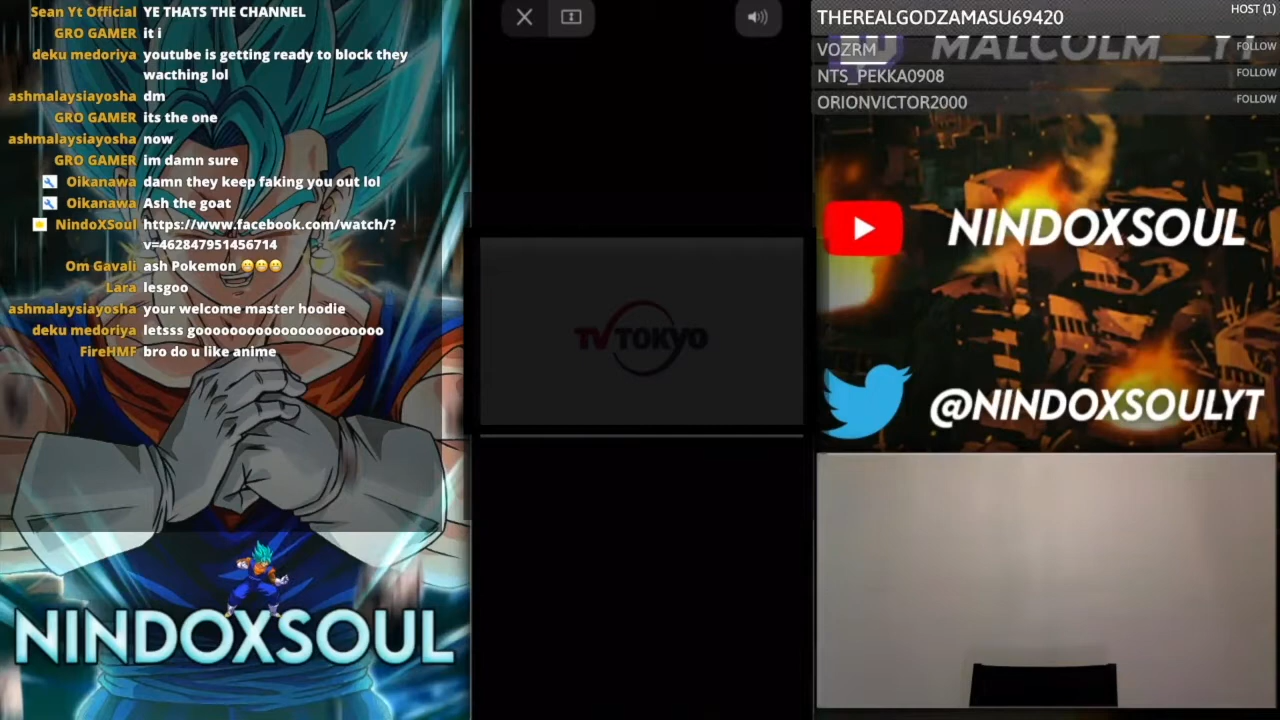 Sean Yt Official YE THATS THE CHANNEL
GRO GAMER it i
deku medoriya youtube is getting ready to block they
wacthing lol
ashmalaysiayosha dm
GRO GAMER its the one
ashmalaysiayosha now
GRO GAMER im damn sure
Oikanawa damn they keep faking you out lol
Oikanawa Ash the goat
NindoXSoul https://www.facebook.com/watch/?
v=462847951456714
Om Gavali ash Pokemon 😬😬😬
Lara lesgoo
ashmalaysiayosha your welcome master hoodie
deku medoriya letsss gooooooooooooooooooooooo
FireHMF bro do u like anime
NINDOXSOUL
TV TOKYO
THEREALGODZAMASU69420 HOST (1)
MALCOLM__YT
VOZRM FOLLOW
NTS_PEKKA0908 FOLLOW
ORIONVICTOR2000 FOLLOW
NINDOXSOUL
@NINDOXSOULYT